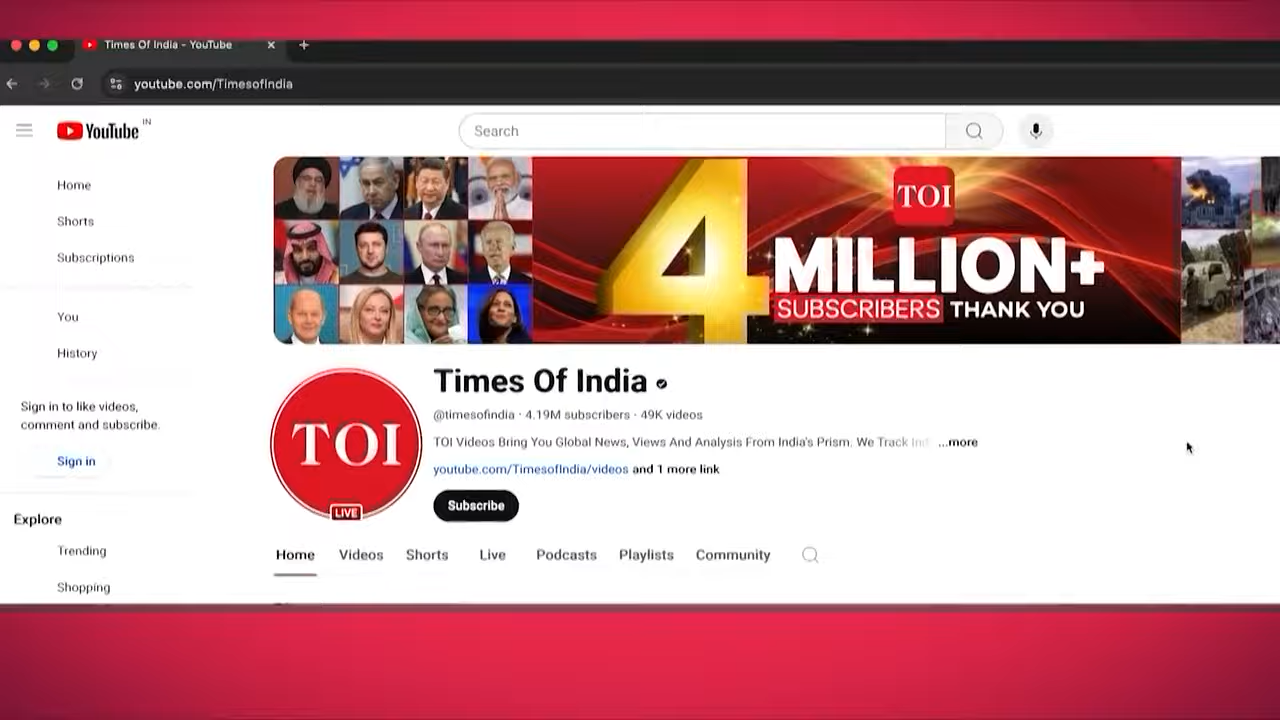 Times Of India - YouTube
youtube.com/TimesofIndia
YouTube IN
Search
Home
Shorts
Subscriptions
You
History
Sign in to like videos,
comment and subscribe.
Sign in
Explore
Trending
Shopping
4
TOI
MILLION+
SUBSCRIBERS THANK YOU
TOI
LIVE
Times Of India
@timesofindia · 4.19M subscribers · 49K videos
TOI Videos Bring You Global News, Views And Analysis From India's Prism. We Track ...more
youtube.com/TimesofIndia/videos and 1 more link
Subscribe
Home Videos Shorts Live Podcasts Playlists Community